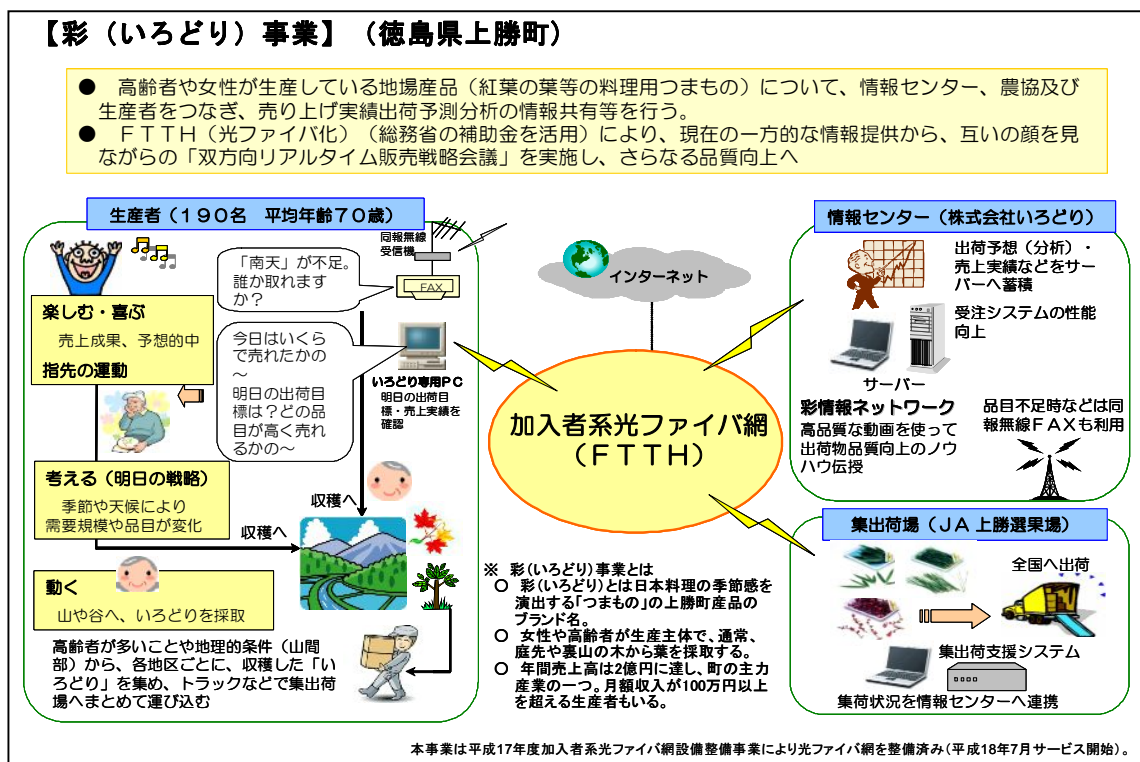 【彩（いろどり）事業】（徳島県上勝町）
● 高齢者や女性が生産している地場産品（紅葉の葉等の料理用つまもの）について、情報センター、農協及び
生産者をつなぎ、売り上げ実績出荷予測分析の情報共有等を行う。
● ＦＴＴＨ（光ファイバ化）（総務省の補助金を活用）により、現在の一方的な情報提供から、互いの顔を見
ながらの「双方向リアルタイム販売戦略会議」を実施し、さらなる品質向上へ
生産者（１９０名　平均年齢７０歳）
同報無線
受信機
「南天」が不足。
誰か取れます
か？
FAX
楽しむ・喜ぶ
売上成果、予想的中
指先の運動
今日はいくら
で売れたかの
～
明日の出荷目
標は？どの品
目が高く売れ
るかの～
いろどり専用ＰＣ
明日の出荷目
標・売上実績を
確認
考える（明日の戦略）
季節や天候により
需要規模や品目が変化
収穫へ
収穫へ
動く
山や谷へ、いろどりを採取
高齢者が多いことや地理的条件（山間
部）から、各地区ごとに、収穫した「い
ろどり」を集め、トラックなどで集出荷
場へまとめて運び込む
インターネット
加入者系光ファイバ網
（ＦＴＴＨ）
※ 彩（いろどり）事業とは
○ 彩（いろどり）とは日本料理の季節感を
演出する「つまもの」の上勝町産品の
ブランド名。
○ 女性や高齢者が生産主体で、通常、
庭先や裏山の木から葉を採取する。
○ 年間売上高は2億円に達し、町の主力
産業の一つ。月額収入が100万円以上
を超える生産者もいる。
情報センター（株式会社いろどり）
出荷予想（分析）・
売上実績などをサー
バーへ蓄積
受注システムの性能
向上
サーバー
彩情報ネットワーク
高品質な動画を使って
出荷物品質向上のノウ
ハウ伝授
品目不足時などは同
報無線ＦＡＸも利用
集出荷場（ＪＡ上勝選果場）
全国へ出荷
集出荷支援システム
集荷状況を情報センターへ連携
本事業は平成17年度加入者系光ファイバ網設備整備事業により光ファイバ網を整備済み（平成18年7月サービス開始）。